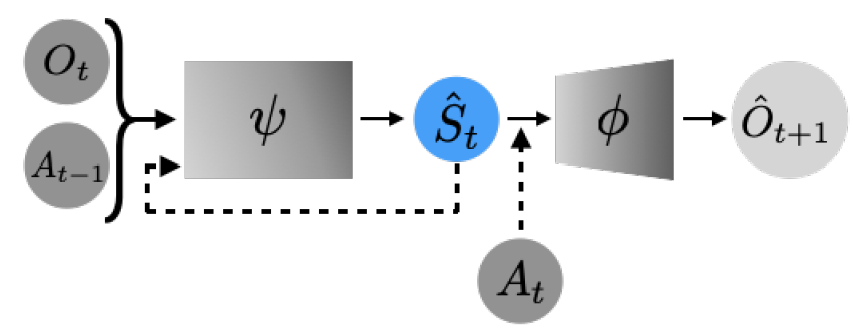 O_t
A_{t-1}
ψ
Ŝ_t
ϕ
Ô_{t+1}
A_t